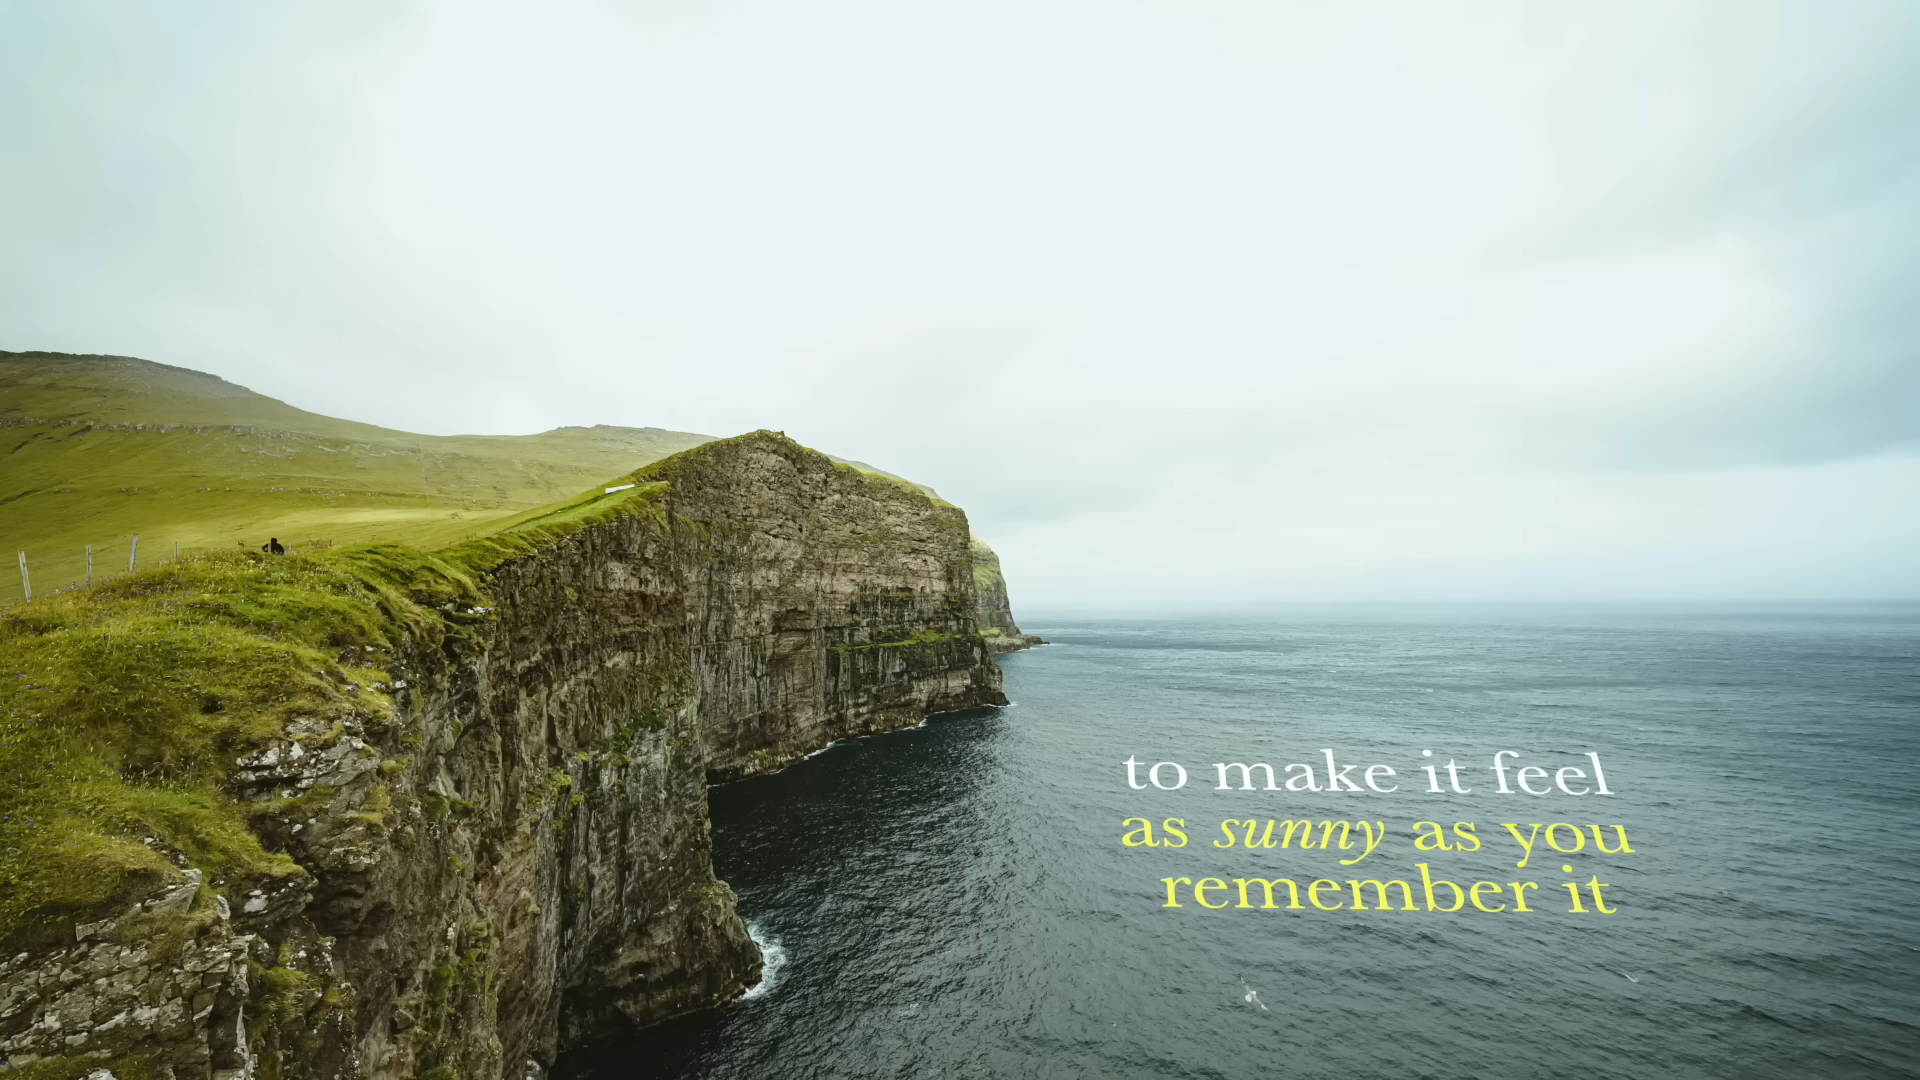 to make it feel
as sunny as you
remember it